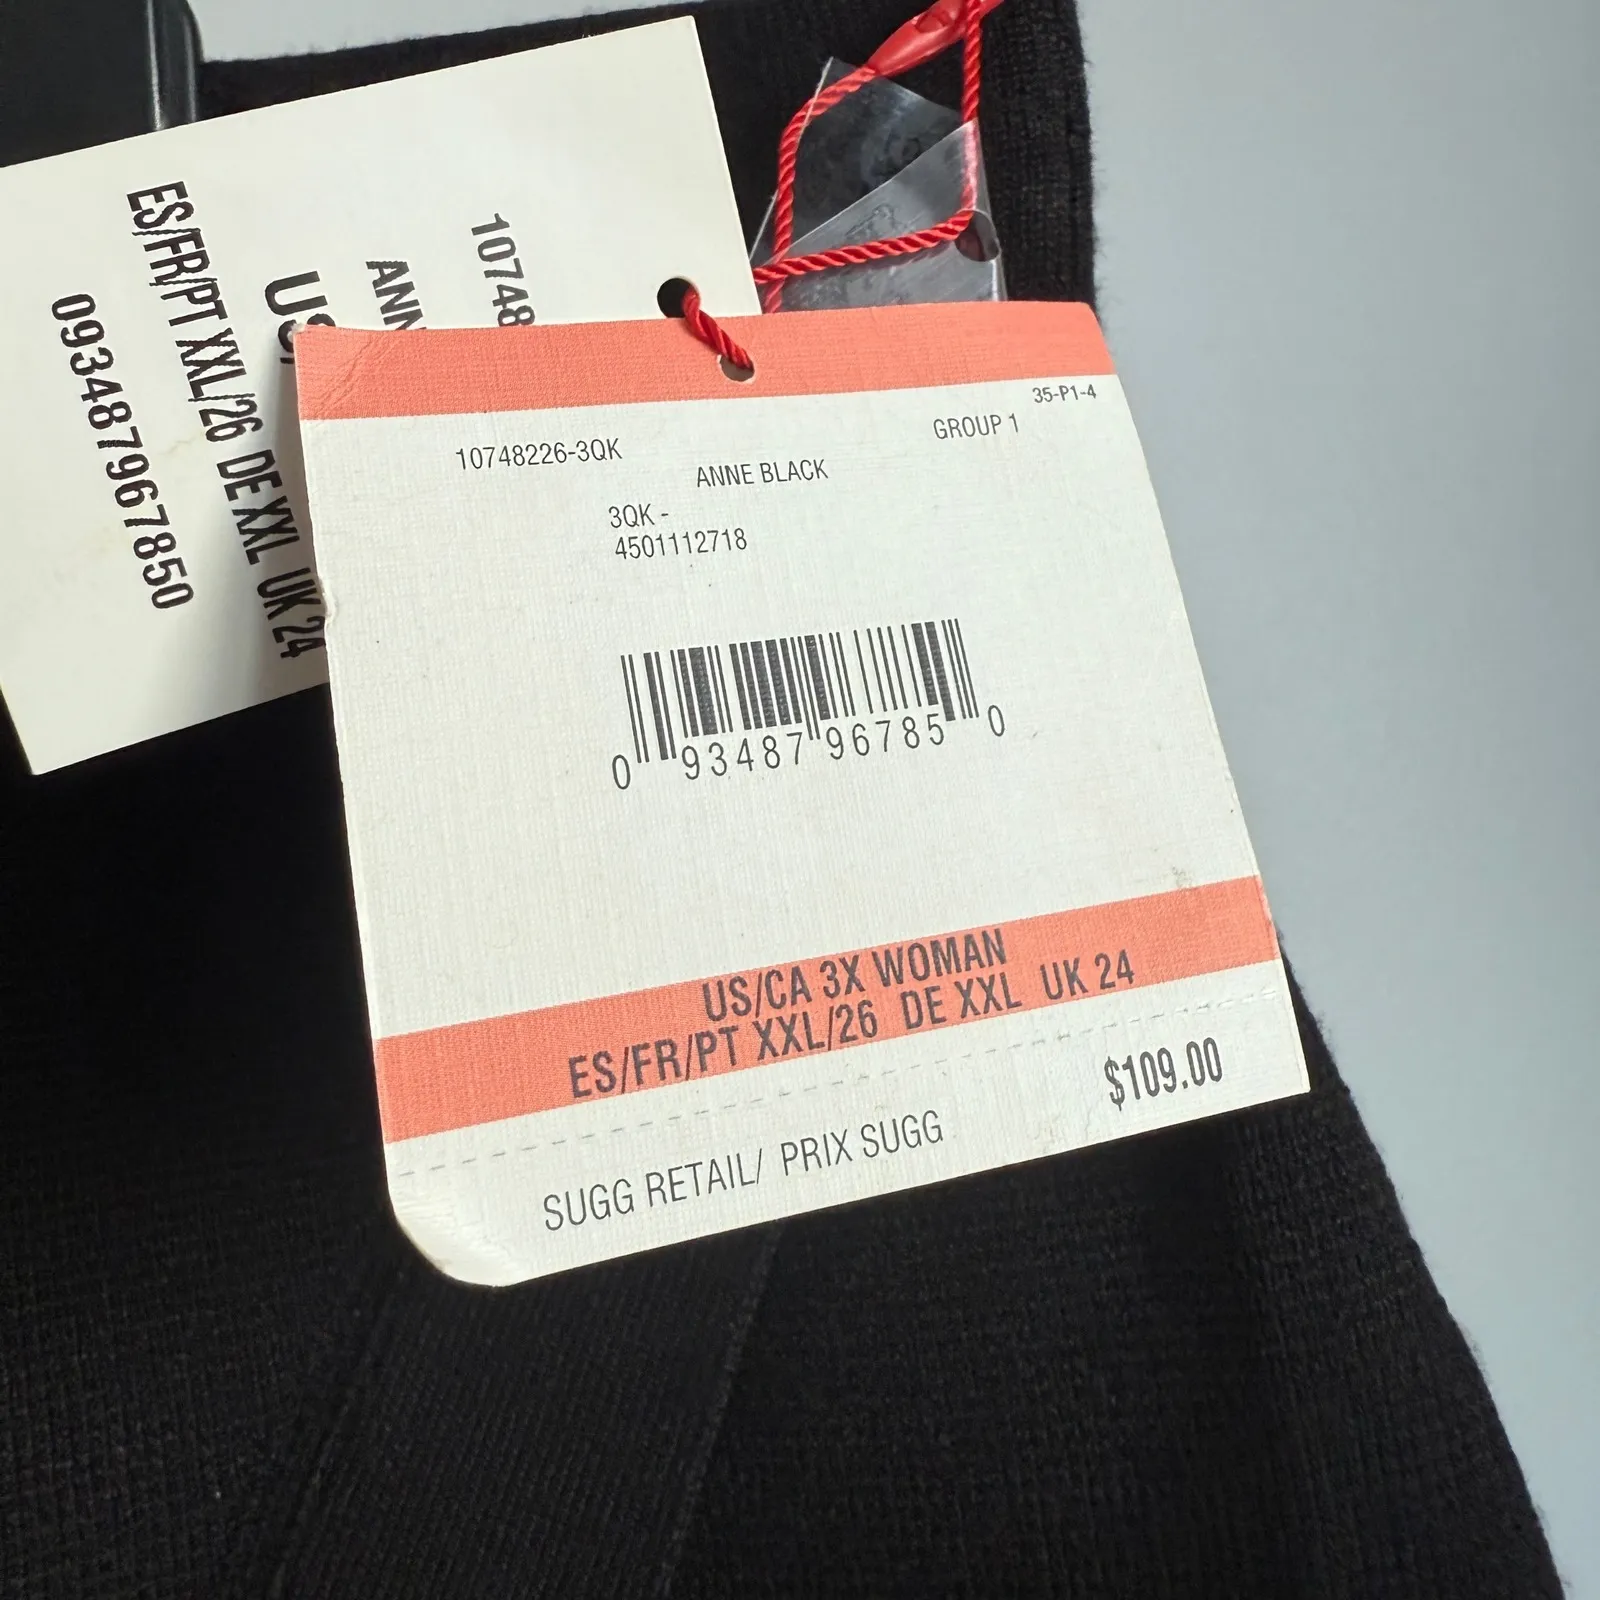 10748
ANN
US/
ES/FR/PT XXL/26 DE XXL UK 24
093487967850
35-P1-4
GROUP 1
10748226-3QK
ANNE BLACK
3QK -
4501112718
0 93487 96785 0
US/CA 3X WOMAN
ES/FR/PT XXL/26 DE XXL UK 24
$109.00
SUGG RETAIL/ PRIX SUGG